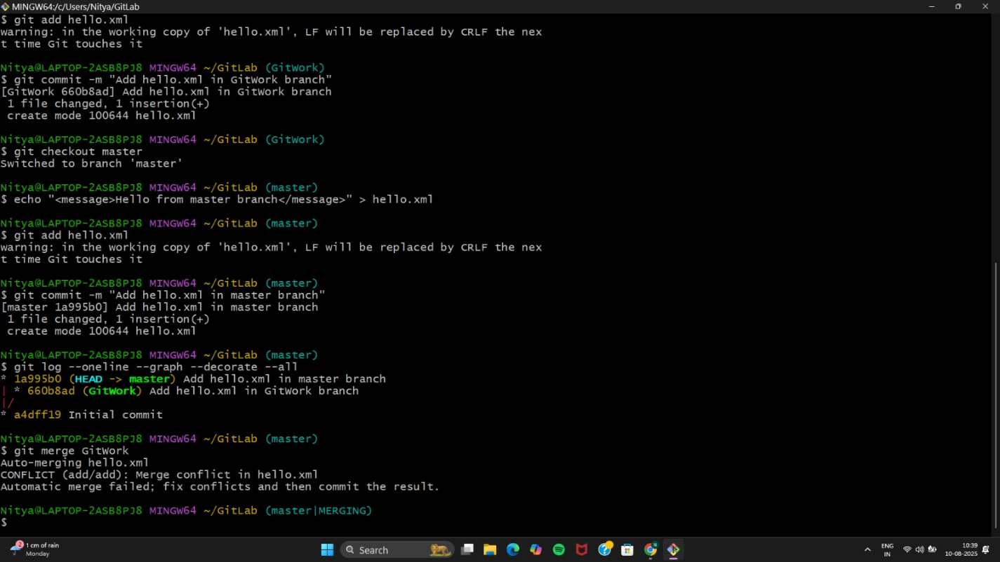 MINGW64:/c/Users/Nitya/GitLab
$ git add hello.xml
warning: in the working copy of 'hello.xml', LF will be replaced by CRLF the nex
t time Git touches it
Nitya@LAPTOP-2ASB8PJ8 MINGW64 ~/GitLab (GitWork)
$ git commit -m "Add hello.xml in GitWork branch"
[GitWork 660b8ad] Add hello.xml in GitWork branch
 1 file changed, 1 insertion(+)
 create mode 100644 hello.xml
Nitya@LAPTOP-2ASB8PJ8 MINGW64 ~/GitLab (GitWork)
$ git checkout master
Switched to branch 'master'
Nitya@LAPTOP-2ASB8PJ8 MINGW64 ~/GitLab (master)
$ echo "<message>Hello from master branch</message>" > hello.xml
Nitya@LAPTOP-2ASB8PJ8 MINGW64 ~/GitLab (master)
$ git add hello.xml
warning: in the working copy of 'hello.xml', LF will be replaced by CRLF the nex
t time Git touches it
Nitya@LAPTOP-2ASB8PJ8 MINGW64 ~/GitLab (master)
$ git commit -m "Add hello.xml in master branch"
[master 1a995b0] Add hello.xml in master branch
 1 file changed, 1 insertion(+)
 create mode 100644 hello.xml
Nitya@LAPTOP-2ASB8PJ8 MINGW64 ~/GitLab (master)
$ git log --oneline --graph --decorate --all
* 1a995b0 (HEAD -> master) Add hello.xml in master branch
| * 660b8ad (GitWork) Add hello.xml in GitWork branch
|/
* a4dff19 Initial commit
Nitya@LAPTOP-2ASB8PJ8 MINGW64 ~/GitLab (master)
$ git merge GitWork
Auto-merging hello.xml
CONFLICT (add/add): Merge conflict in hello.xml
Automatic merge failed; fix conflicts and then commit the result.
Nitya@LAPTOP-2ASB8PJ8 MINGW64 ~/GitLab (master|MERGING)
$
2
1 cm of rain
Monday
Search
N
ENG
IN
10:39
10-08-2025